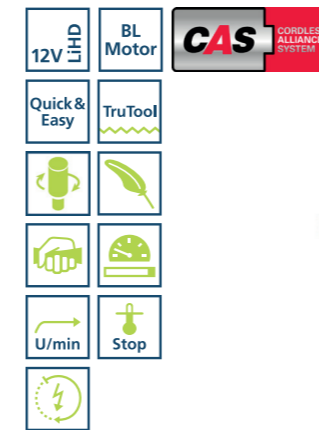 12V LiHD
BL
Motor
CAS
CORDLESS
ALLIANCE
SYSTEM
Quick &
Easy
TruTool
U/min
Stop